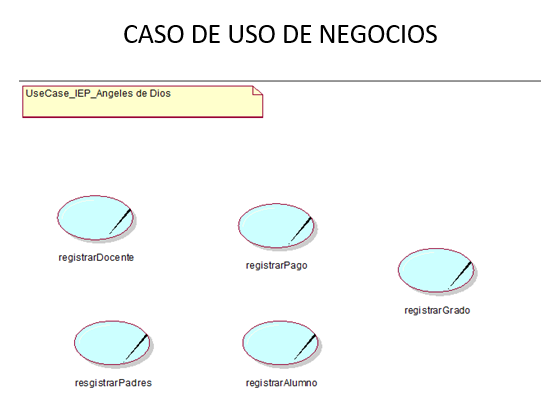 CASO DE USO DE NEGOCIOS
UseCase_IEP_Angeles de Dios
registrarDocente
registrarPago
registrarGrado
resgistrarPadres
registrarAlumno